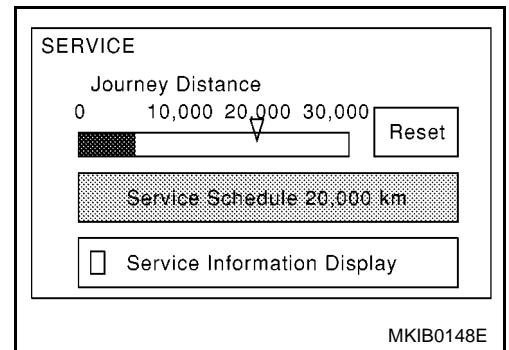 SERVICE
Journey Distance
0 10,000 20,000 30,000
Reset
Service Schedule 20,000 km
Service Information Display
MKIB0148E